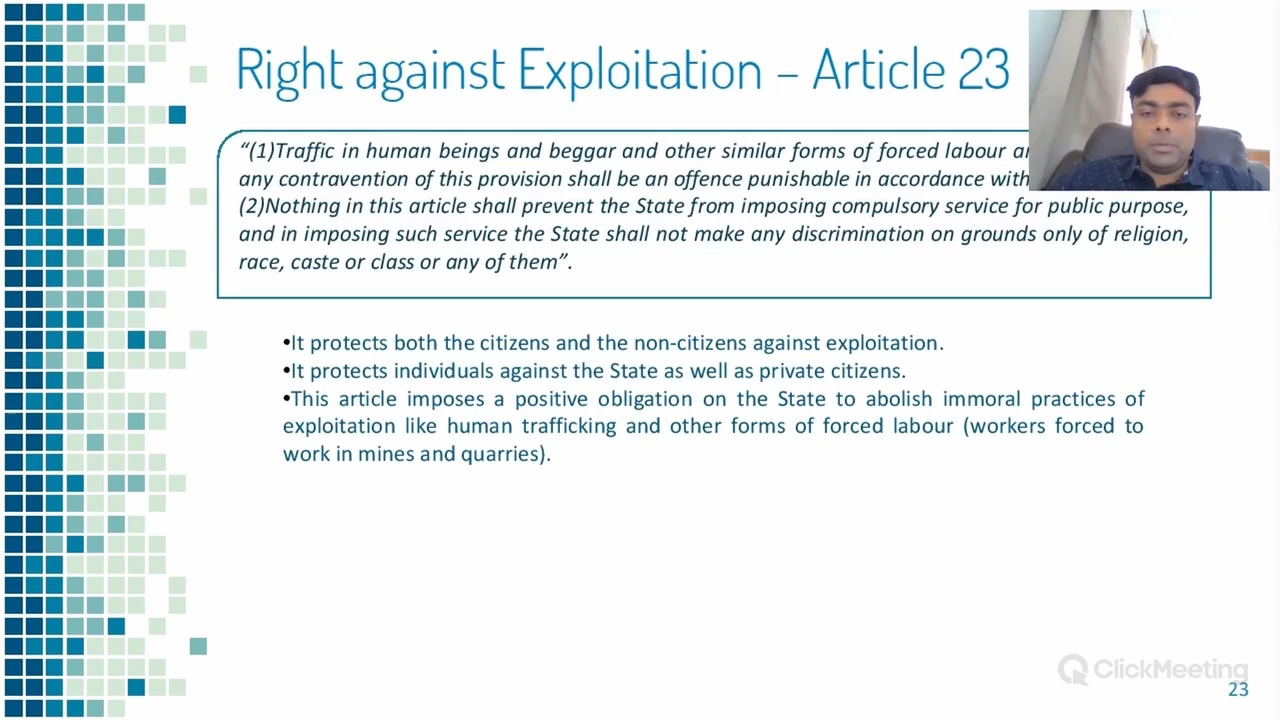 Right against Exploitation – Article 23
“(1)Traffic in human beings and beggar and other similar forms of forced labour
any contravention of this provision shall be an offence punishable in accordance with
(2)Nothing in this article shall prevent the State from imposing compulsory service for public purpose,
and in imposing such service the State shall not make any discrimination on grounds only of religion,
race, caste or class or any of them”.
•It protects both the citizens and the non-citizens against exploitation.
•It protects individuals against the State as well as private citizens.
•This article imposes a positive obligation on the State to abolish immoral practices of
exploitation like human trafficking and other forms of forced labour (workers forced to
work in mines and quarries).
ClickMeeting
23